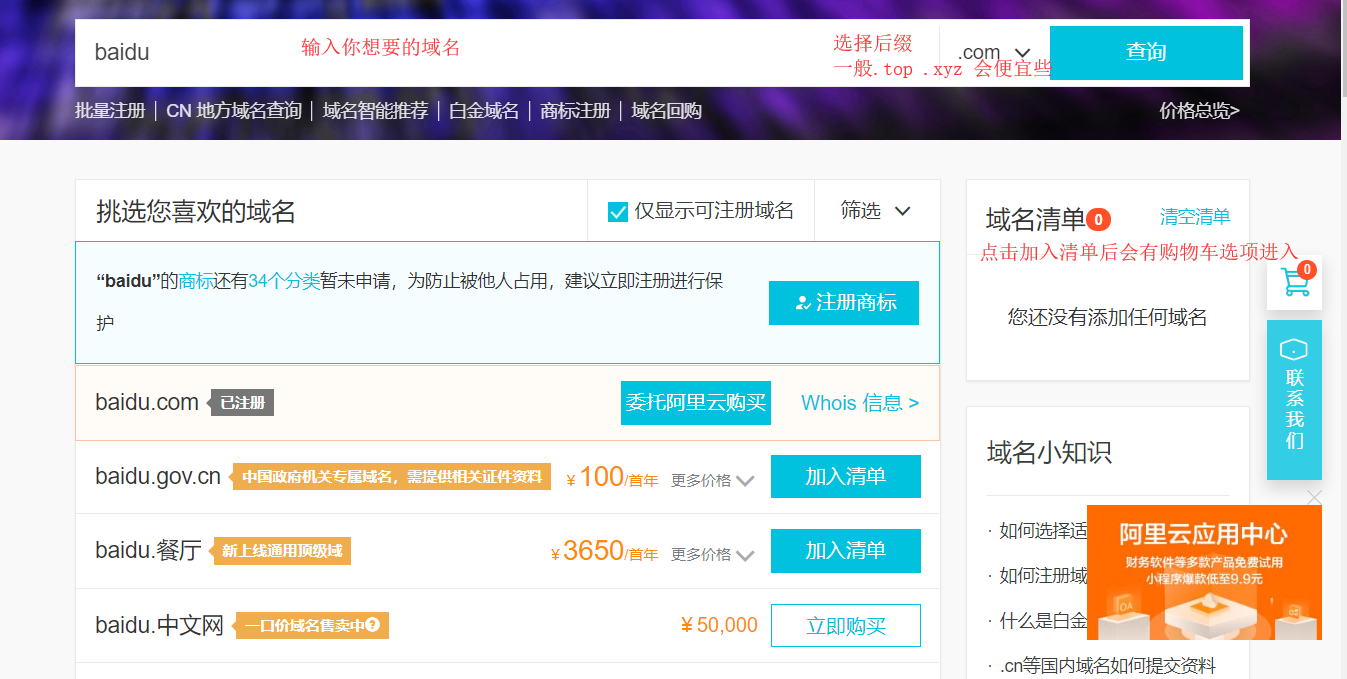 baidu
输入你想要的域名
选择后缀
一般.top .xyz 会便宜些
.com
查询
批量注册 | CN 地方域名查询 | 域名智能推荐 | 白金域名 | 商标注册 | 域名回购
价格总览>
挑选您喜欢的域名
仅显示可注册域名
筛选
“baidu”的商标还有34个分类暂未申请，为防止被他人占用，建议立即注册进行保
护
注册商标
baidu.com 已注册 委托阿里云购买 Whois 信息 >
baidu.gov.cn 中国政府机关专属域名，需提供相关证件资料 ¥ 100/首年 更多价格 加入清单
baidu.餐厅 新上线通用顶级域 ¥ 3650/首年 更多价格 加入清单
baidu.中文网 一口价域名售卖中? ¥ 50,000 立即购买
域名清单 0 清空清单
点击加入清单后会有购物车选项进入
0
您还没有添加任何域名
联系我们
域名小知识
· 如何选择适
· 如何注册域
· 什么是白金
· .cn等国内域名如何提交资料
阿里云应用中心
财务软件等多款产品免费试用
小程序爆款低至9.9元
OA